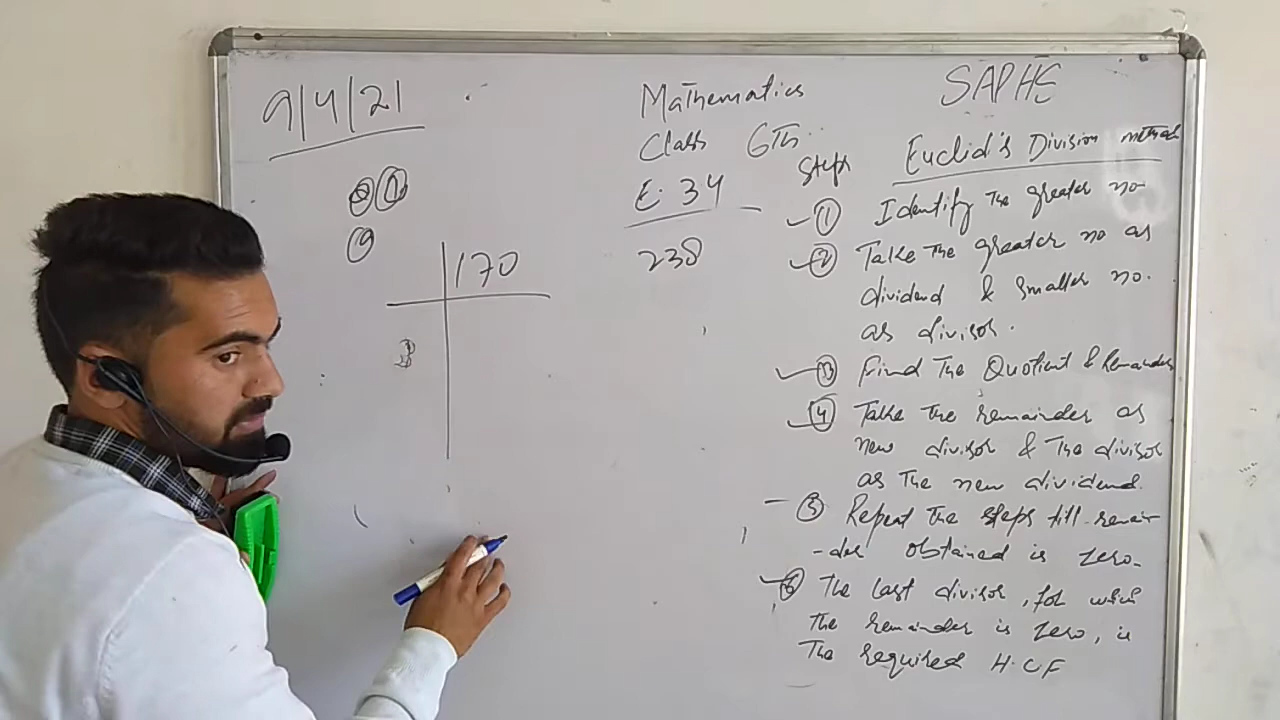 9/4/21
Mathematics
Class 6Th
E. 34
238
170
SAPHE
Euclid's Division method
Steps
① Identify The greater no
② Take The greater no as
dividend & smaller no.
as divisor.
③ Find The Quotient & Remainder
④ Take The remainder as
new divisor & The divisor
as The new dividend.
⑤ Repeat The steps till remain
-der obtained is zero.
⑥ The last divisor, for which
The remainder is zero, is
The required H.C.F